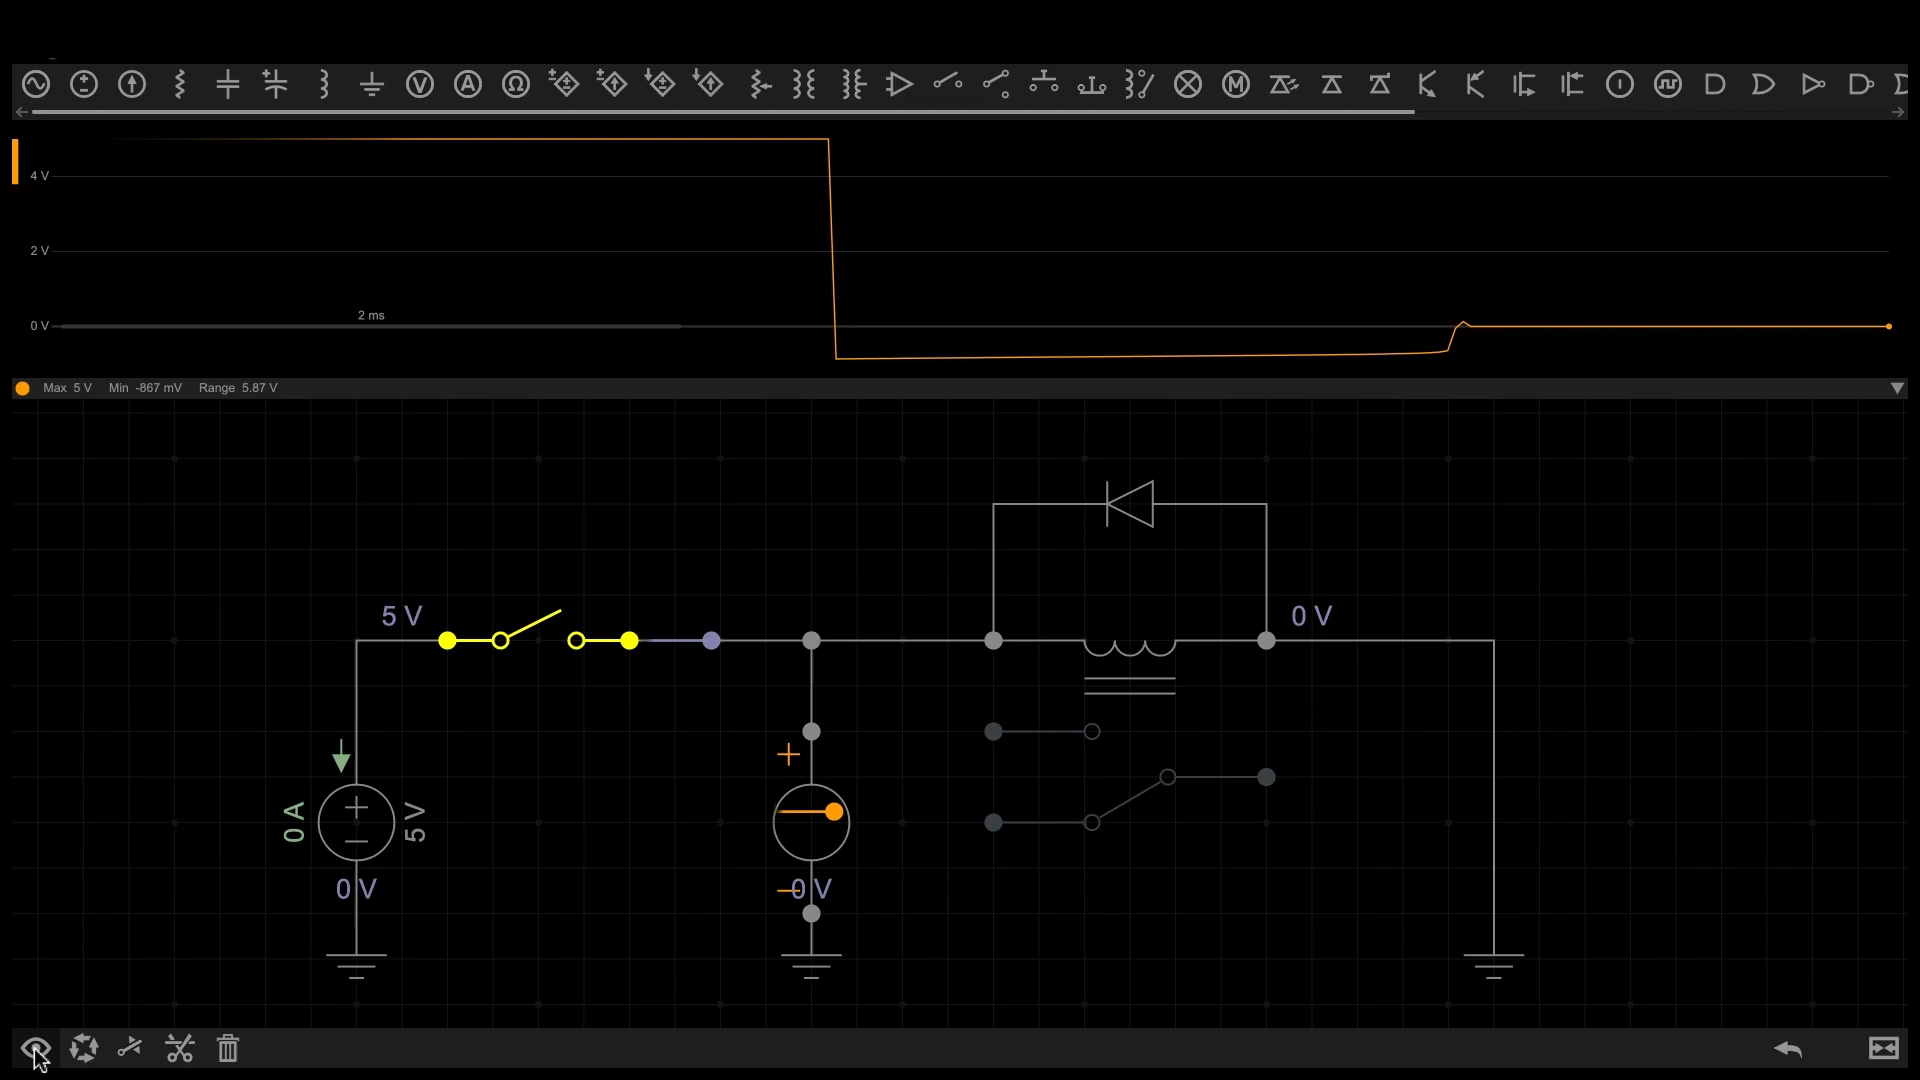 4 V
2 V
2 ms
0 V
Max 5 V Min -867 mV Range 5.87 V
5 V
0 V
0 A
5 V
0 V
0 V